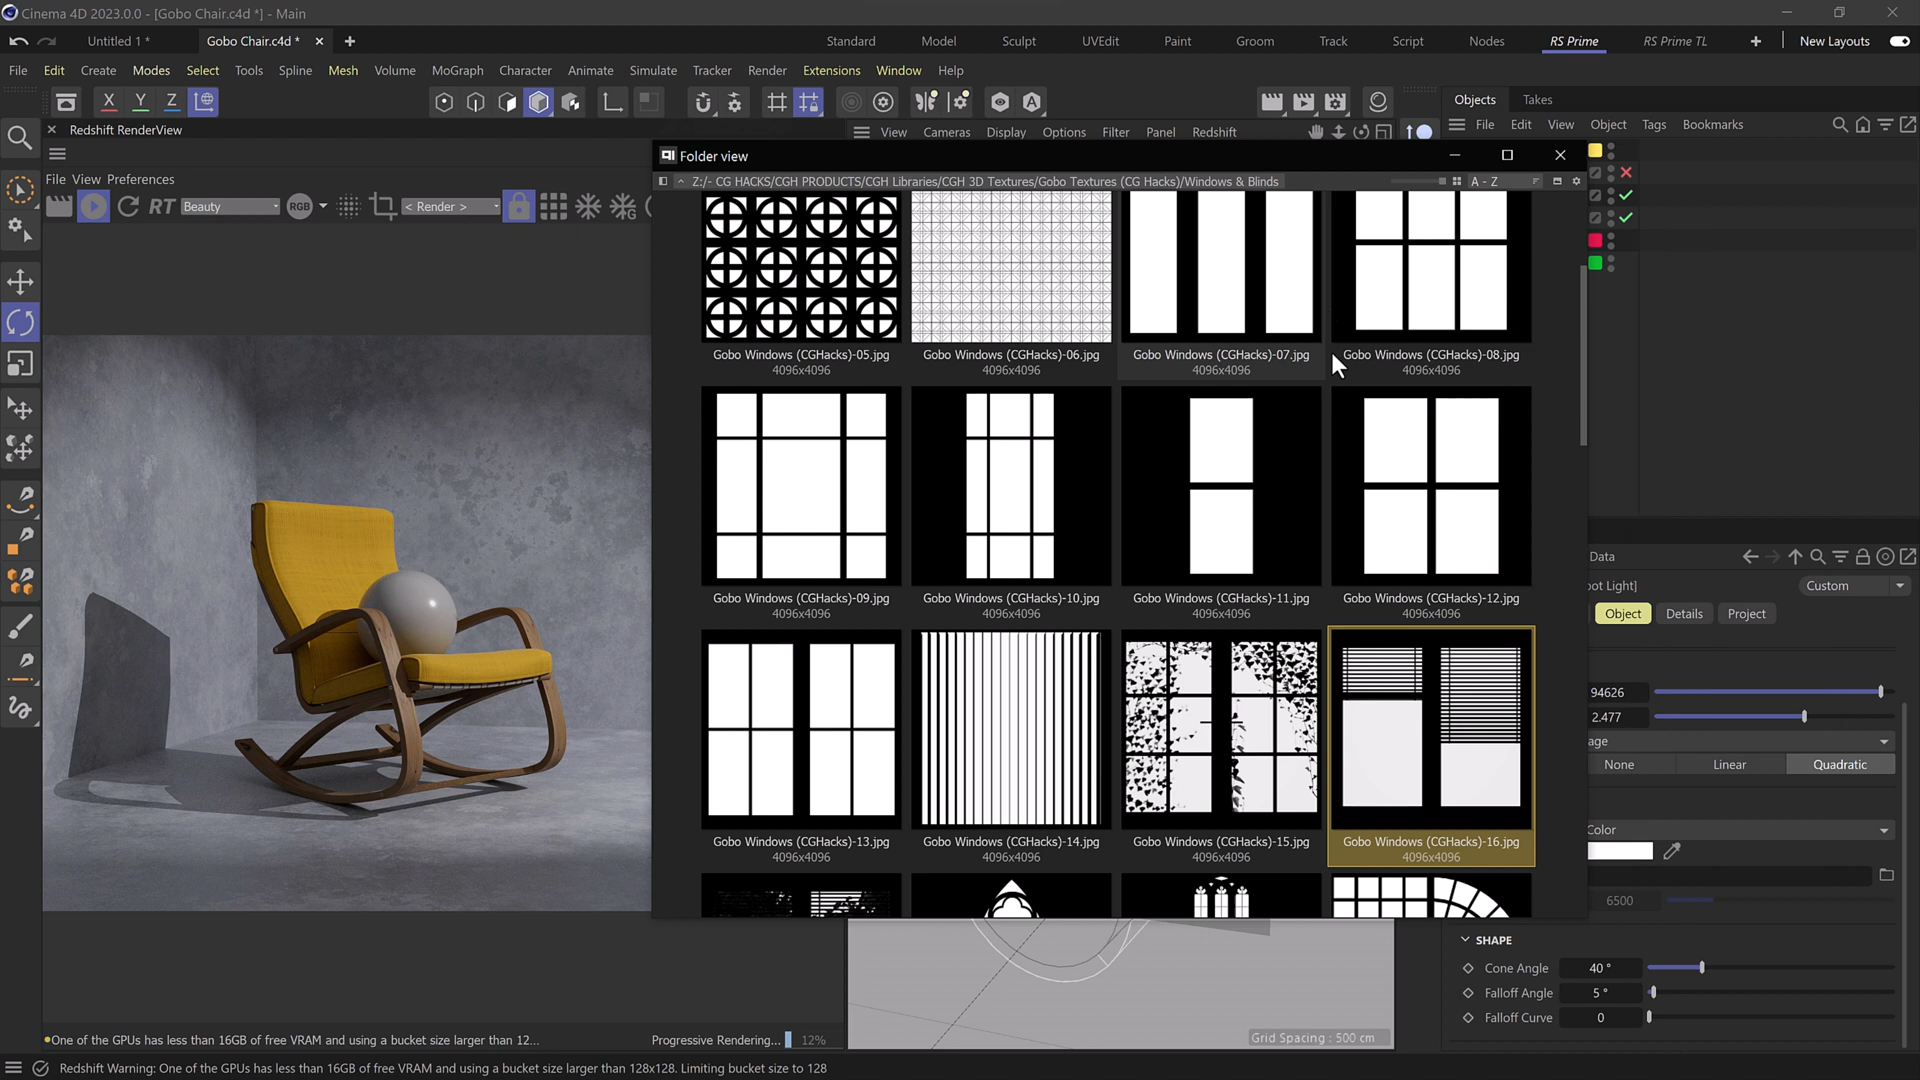 Cinema 4D 2023.0.0 - [Gobo Chair.c4d *] - Main
Untitled 1 *
Gobo Chair.c4d *
Standard
Model
Sculpt
UVEdit
Paint
Groom
Track
Script
Nodes
RS Prime
RS Prime TL
New Layouts
File Edit Create Modes Select Tools Spline Mesh Volume MoGraph Character Animate Simulate Tracker Render Extensions Window Help
X Y Z
Objects Takes
Redshift RenderView
View Cameras Display Options Filter Panel Redshift
File Edit View Object Tags Bookmarks
Folder view
File View Preferences
Z:/- CG HACKS/CGH PRODUCTS/CGH Libraries/CGH 3D Textures/Gobo Textures (CG Hacks)/Windows & Blinds
A - Z
RT
Beauty
RGB
< Render >
Gobo Windows (CGHacks)-05.jpg
4096x4096
Gobo Windows (CGHacks)-06.jpg
4096x4096
Gobo Windows (CGHacks)-07.jpg
4096x4096
Gobo Windows (CGHacks)-08.jpg
4096x4096
Gobo Windows (CGHacks)-09.jpg
4096x4096
Gobo Windows (CGHacks)-10.jpg
4096x4096
Gobo Windows (CGHacks)-11.jpg
4096x4096
Gobo Windows (CGHacks)-12.jpg
4096x4096
Gobo Windows (CGHacks)-13.jpg
4096x4096
Gobo Windows (CGHacks)-14.jpg
4096x4096
Gobo Windows (CGHacks)-15.jpg
4096x4096
Gobo Windows (CGHacks)-16.jpg
4096x4096
Data
ot Light]
Custom
Object
Details
Project
94626
2.477
age
None
Linear
Quadratic
Color
6500
SHAPE
Cone Angle 40 °
Falloff Angle 5 °
Falloff Curve 0
Grid Spacing : 500 cm
One of the GPUs has less than 16GB of free VRAM and using a bucket size larger than 12...
Progressive Rendering... 12%
Redshift Warning: One of the GPUs has less than 16GB of free VRAM and using a bucket size larger than 128x128. Limiting bucket size to 128